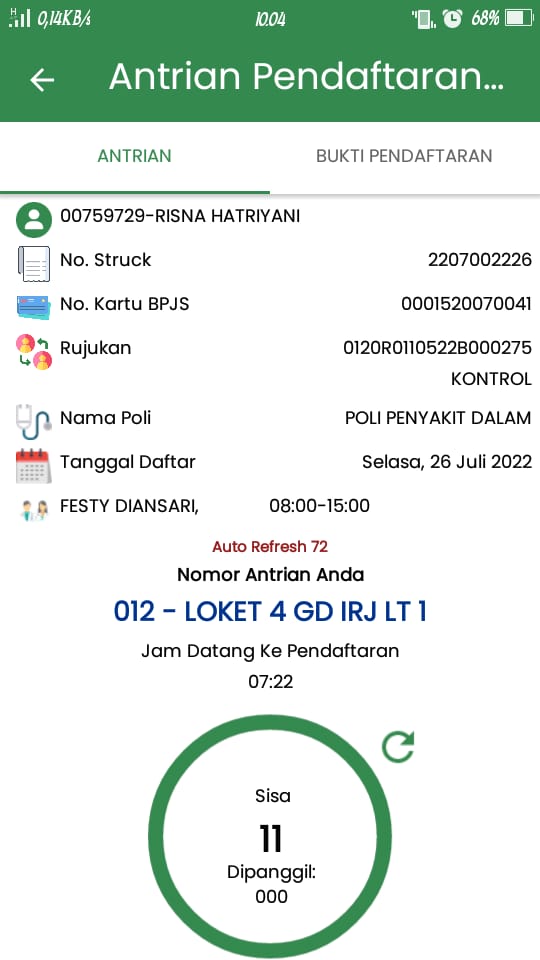 H 0,14KB/s 10.04 68%
Antrian Pendaftaran...
ANTRIAN BUKTI PENDAFTARAN
00759729-RISNA HATRIYANI
No. Struck 2207002226
No. Kartu BPJS 0001520070041
Rujukan 0120R0110522B000275
KONTROL
Nama Poli POLI PENYAKIT DALAM
Tanggal Daftar Selasa, 26 Juli 2022
FESTY DIANSARI, 08:00-15:00
Auto Refresh 72
Nomor Antrian Anda
012 - LOKET 4 GD IRJ LT 1
Jam Datang Ke Pendaftaran
07:22
Sisa
11
Dipanggil:
000